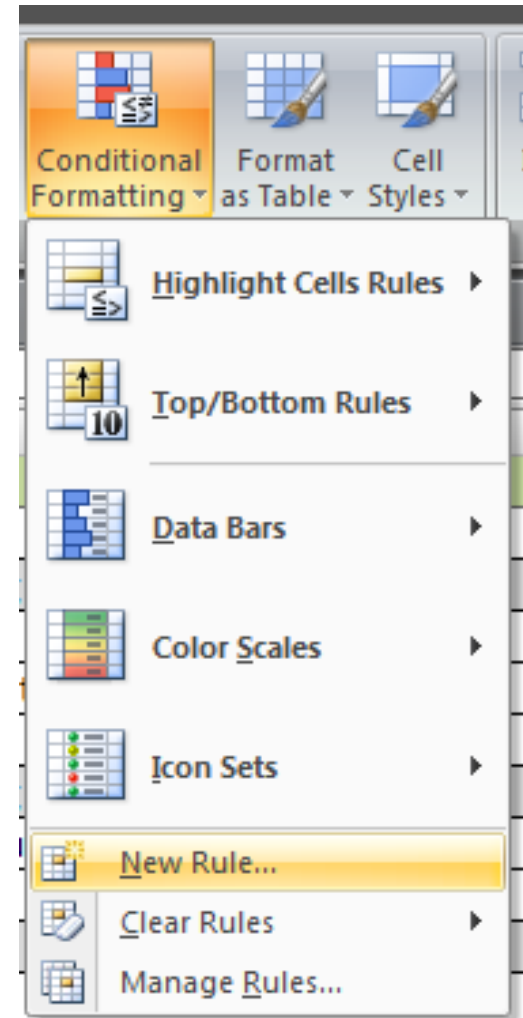 Conditional Formatting
Format as Table
Cell Styles
Highlight Cells Rules
Top/Bottom Rules
10
Data Bars
Color Scales
Icon Sets
New Rule...
Clear Rules
Manage Rules...